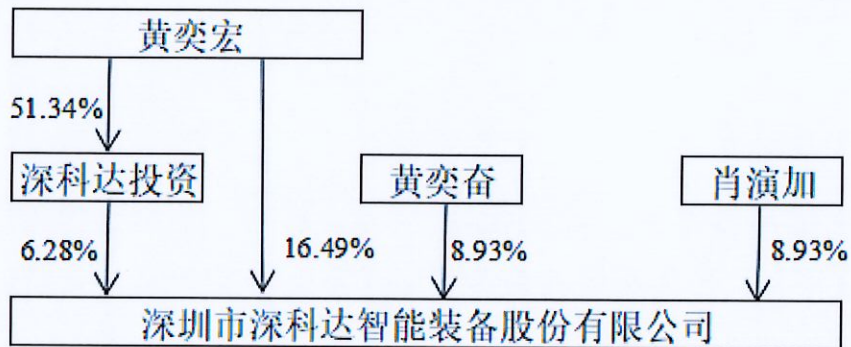 黄奕宏
51.34%
深科达投资
黄奕奋
肖演加
6.28%
16.49%
8.93%
8.93%
深圳市深科达智能装备股份有限公司